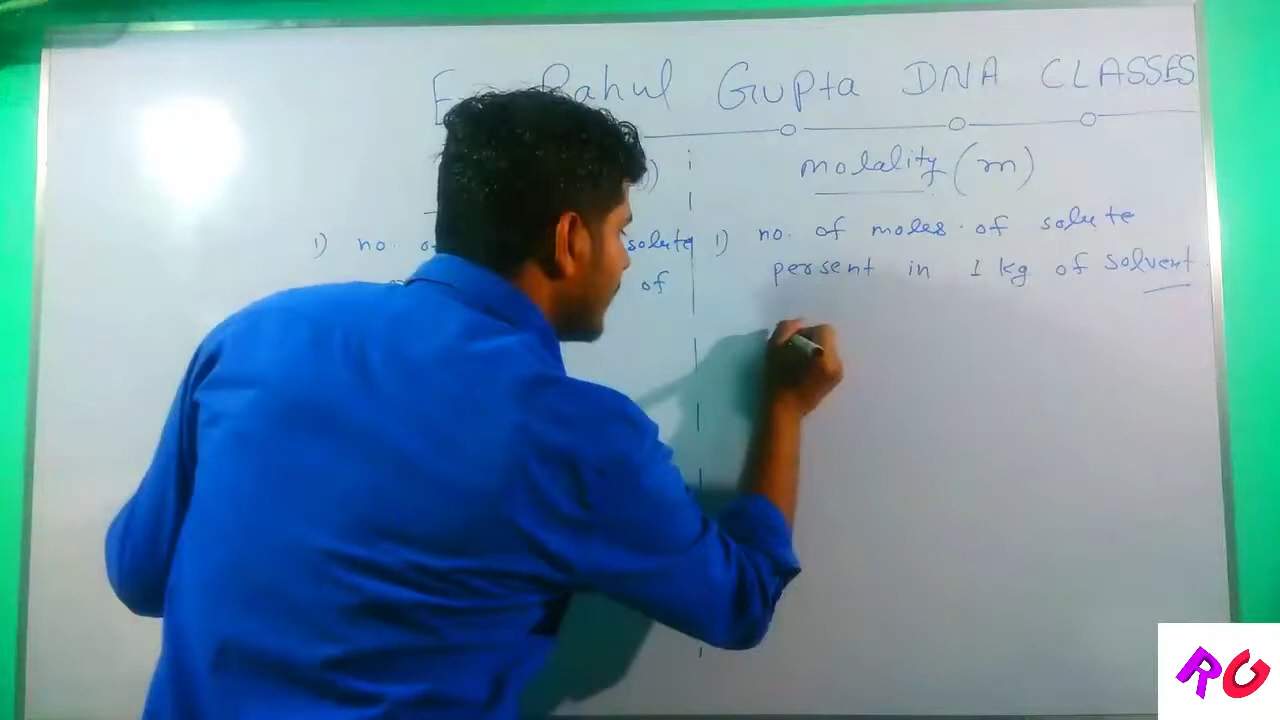 Rahul Gupta DNA CLASSES
molality (m)
1) no. of solute
of
1) no. of moles of solute
persent in 1 kg of solvent.
RG